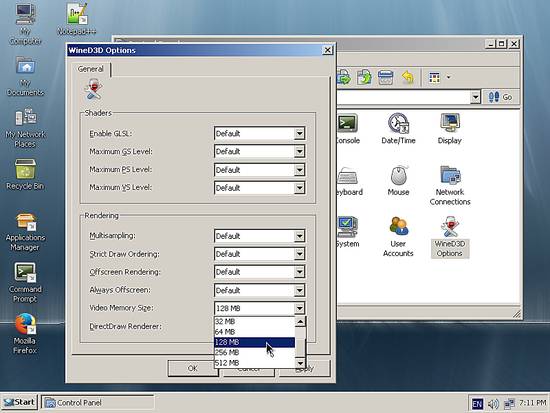 My
Computer
Notepad++
My
Documents
My Network
Places
Recycle Bin
Applications
Manager
Command
Prompt
Mozilla
Firefox
WineD3D Options
General
Shaders
Enable GLSL:
Default
Maximum GS Level:
Default
Maximum PS Level:
Default
Maximum VS Level:
Default
Rendering
Multisampling:
Default
Strict Draw Ordering:
Default
Offscreen Rendering:
Default
Always Offscreen:
Default
Video Memory Size:
128 MB
DirectDraw Renderer:
32 MB
64 MB
128 MB
256 MB
512 MB
OK
Cancel
Apply
Go
Console
Date/Time
Display
Keyboard
Mouse
Network
Connections
System
User
Accounts
WineD3D
Options
Start
Control Panel
EN
7:11 PM